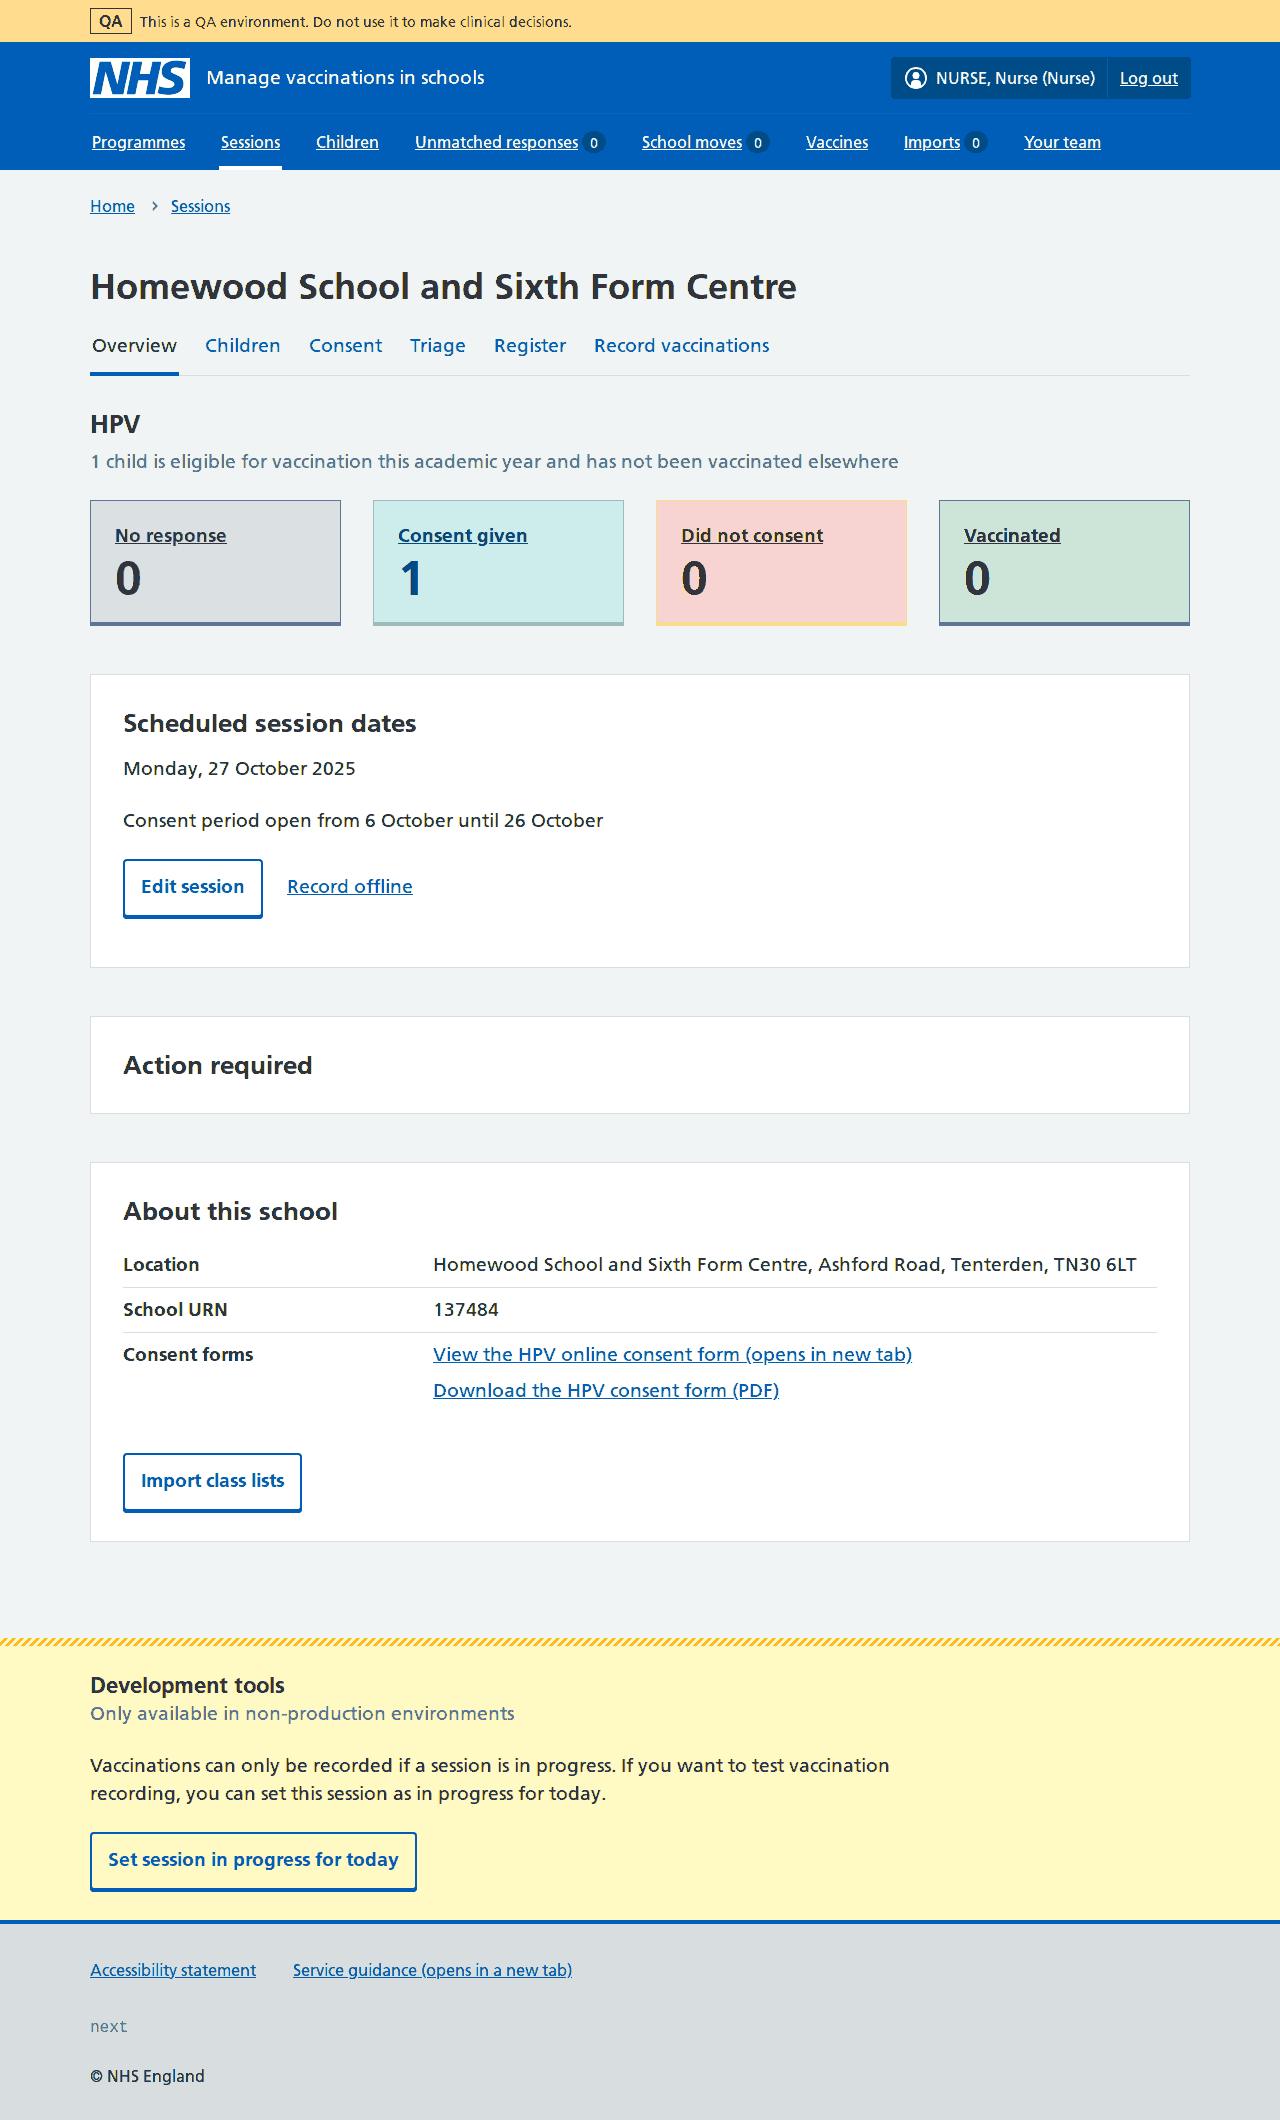 QA This is a QA environment. Do not use it to make clinical decisions.
NHS Manage vaccinations in schools NURSE, Nurse (Nurse) Log out
Programmes Sessions Children Unmatched responses 0 School moves 0 Vaccines Imports 0 Your team
Home Sessions
Homewood School and Sixth Form Centre
Overview Children Consent Triage Register Record vaccinations
HPV
1 child is eligible for vaccination this academic year and has not been vaccinated elsewhere
No response Consent given Did not consent Vaccinated
0 1 0 0
Scheduled session dates
Monday, 27 October 2025
Consent period open from 6 October until 26 October
Edit session Record offline
Action required
About this school
Location Homewood School and Sixth Form Centre, Ashford Road, Tenterden, TN30 6LT
School URN 137484
Consent forms View the HPV online consent form (opens in new tab)
Download the HPV consent form (PDF)
Import class lists
Development tools
Only available in non-production environments
Vaccinations can only be recorded if a session is in progress. If you want to test vaccination
recording, you can set this session as in progress for today.
Set session in progress for today
Accessibility statement Service guidance (opens in a new tab)
next
© NHS England